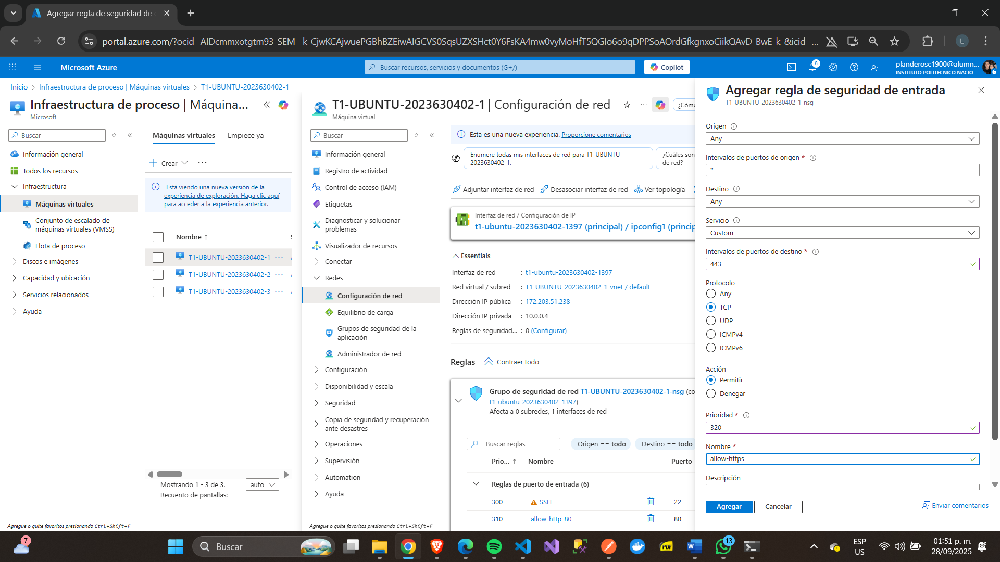 Agregar regla de seguridad de
portal.azure.com/?ocid=AIDcmmxotgtm93_SEM__k_CjwKCAjwuePGBhBZEiwAIGCVS0SqsUZXSHct0Y6FsKA4mw0vyMoHfT5QGIo6o9qDPPSoAOrdGfkgnxoCiikQAvD_BwE_k_&icid=...
L
Microsoft Azure
Buscar recursos, servicios y documentos (G+/)
Copilot
8
planderosc1900@alumn...
INSTITUTO POLITECNICO NACIO...
Inicio > Infraestructura de proceso | Máquinas virtuales > T1-UBUNTU-2023630402-1
Infraestructura de proceso | Máquina...
Microsoft
Buscar
Información general
Todos los recursos
Infraestructura
Máquinas virtuales
Conjunto de escalado de
máquinas virtuales (VMSS)
Flota de proceso
Discos e imágenes
Capacidad y ubicación
Servicios relacionados
Ayuda
Máquinas virtuales
Empiece ya
Crear
Está viendo una nueva versión de la
experiencia de exploración. Haga clic aquí
para acceder a la experiencia anterior.
Nombre ↑
T1-UBUNTU-2023630402-1 ···
T1-UBUNTU-2023630402-2 ···
T1-UBUNTU-2023630402-3 ···
Mostrando 1 - 3 de 3.
Recuento de pantallas:
auto
Agregue o quite favoritos presionando Ctrl+Shift+F
T1-UBUNTU-2023630402-1 | Configuración de red
Máquina virtual
¿Cómo
Buscar
Información general
Registro de actividad
Control de acceso (IAM)
Etiquetas
Diagnosticar y solucionar
problemas
Visualizador de recursos
Conectar
Redes
Configuración de red
Equilibrio de carga
Grupos de seguridad de la
aplicación
Administrador de red
Configuración
Disponibilidad y escala
Seguridad
Copia de seguridad y recuperación
ante desastres
Operaciones
Supervisión
Automation
Ayuda
Agregue o quite favoritos presionando Ctrl+Shift+F
Esta es una nueva experiencia. Proporcione comentarios
Enumere todas mis interfaces de red para T1-UBUNTU-
2023630402-1.
¿Cuáles son
de red?
Adjuntar interfaz de red
Desasociar interfaz de red
Ver topología
Interfaz de red / Configuración de IP
t1-ubuntu-2023630402-1397 (principal) / ipconfig1 (princip
Essentials
Interfaz de red : t1-ubuntu-2023630402-1397
Red virtual / subred : T1-UBUNTU-2023630402-1-vnet / default
Dirección IP pública : 172.203.51.238
Dirección IP privada : 10.0.0.4
Reglas de seguridad... : 0 (Configurar)
Reglas
Contraer todo
Grupo de seguridad de red T1-UBUNTU-2023630402-1-nsg (co
t1-ubuntu-2023630402-1397)
Afecta a 0 subredes, 1 interfaces de red
Buscar reglas
Origen == todo
Destino == todo
Prio... ↑ Nombre Puerto
Reglas de puerto de entrada (6)
300 SSH 22
310 allow-http-80 80
Agregar regla de seguridad de entrada
T1-UBUNTU-2023630402-1-nsg
Origen
Any
Intervalos de puertos de origen *
*
Destino
Any
Servicio
Custom
Intervalos de puertos de destino *
443
Protocolo
Any
TCP
UDP
ICMPv4
ICMPv6
Acción
Permitir
Denegar
Prioridad *
320
Nombre *
allow-https
Descripción
Agregar
Cancelar
Enviar comentarios
7
Buscar
PDF
13
ESP
US
01:51 p. m.
28/09/2025